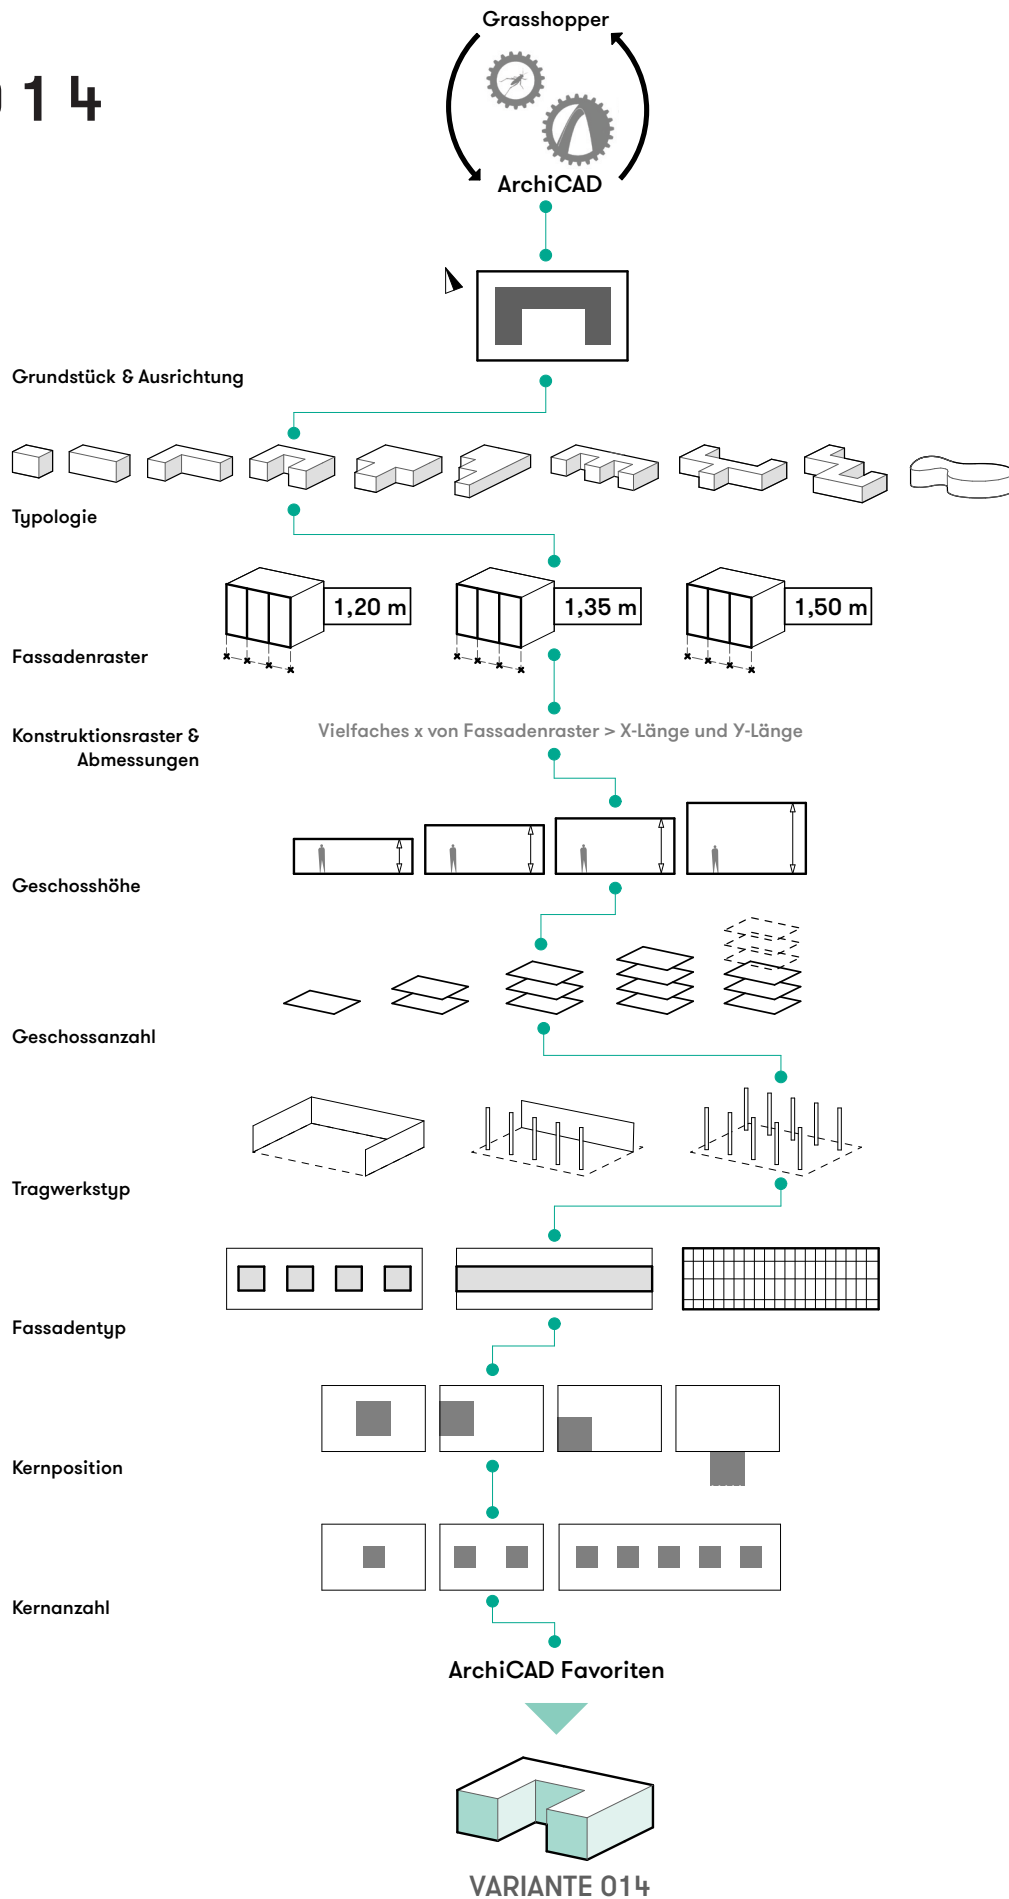 Grasshopper
014
ArchiCAD
Grundstück & Ausrichtung
Typologie
1,20 m
1,35 m
1,50 m
Fassadenraster
Konstruktionsraster &
Abmessungen
Vielfaches x von Fassadenraster > X-Länge und Y-Länge
Geschosshöhe
Geschossanzahl
Tragwerkstyp
Fassadentyp
Kernposition
Kernanzahl
ArchiCAD Favoriten
VARIANTE 014